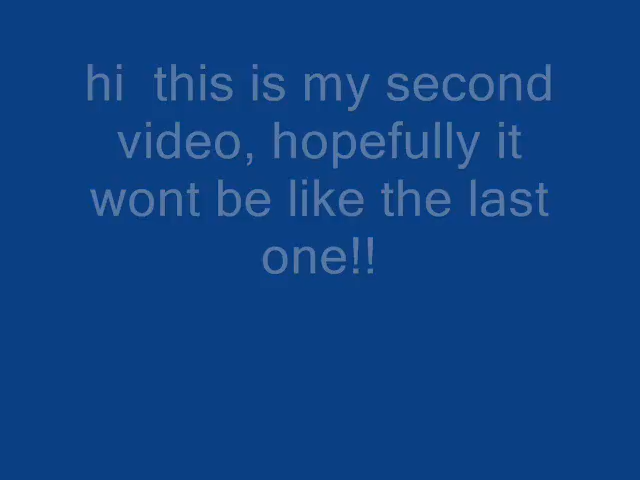 hi  this is my second
video, hopefully it
wont be like the last
one!!